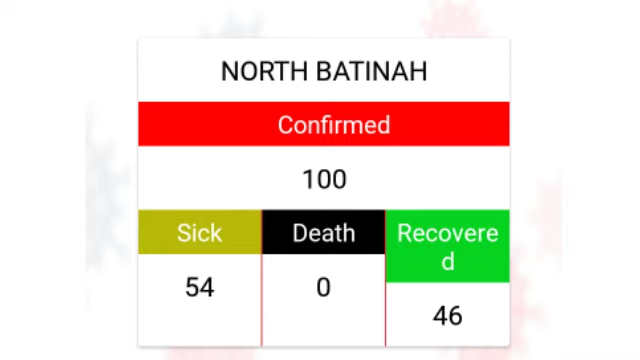 NORTH BATINAH
Confirmed
100
Sick
Death
Recovere
d
54
0
46